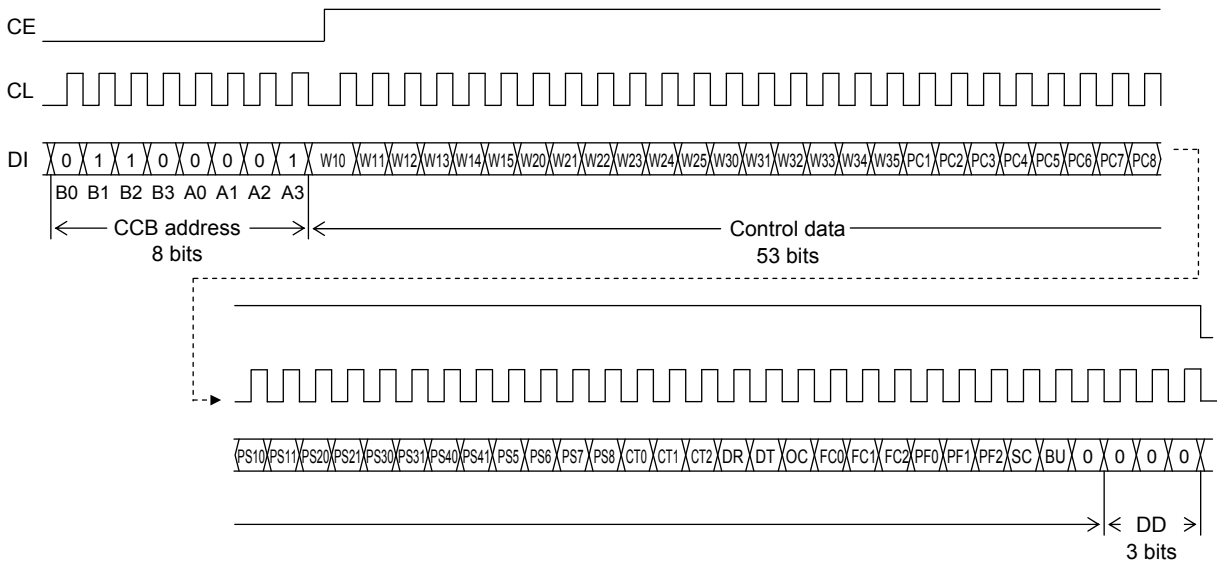 CE
CL
DI 0 1 1 0 0 0 0 1 W10 W11 W12 W13 W14 W15 W20 W21 W22 W23 W24 W25 W30 W31 W32 W33 W34 W35 PC1 PC2 PC3 PC4 PC5 PC6 PC7 PC8
B0 B1 B2 B3 A0 A1 A2 A3
CCB address Control data
8 bits 53 bits
PS10 PS11 PS20 PS21 PS30 PS31 PS40 PS41 PS5 PS6 PS7 PS8 CT0 CT1 CT2 DR DT OC FC0 FC1 FC2 PF0 PF1 PF2 SC BU 0 0 0 0
DD
3 bits